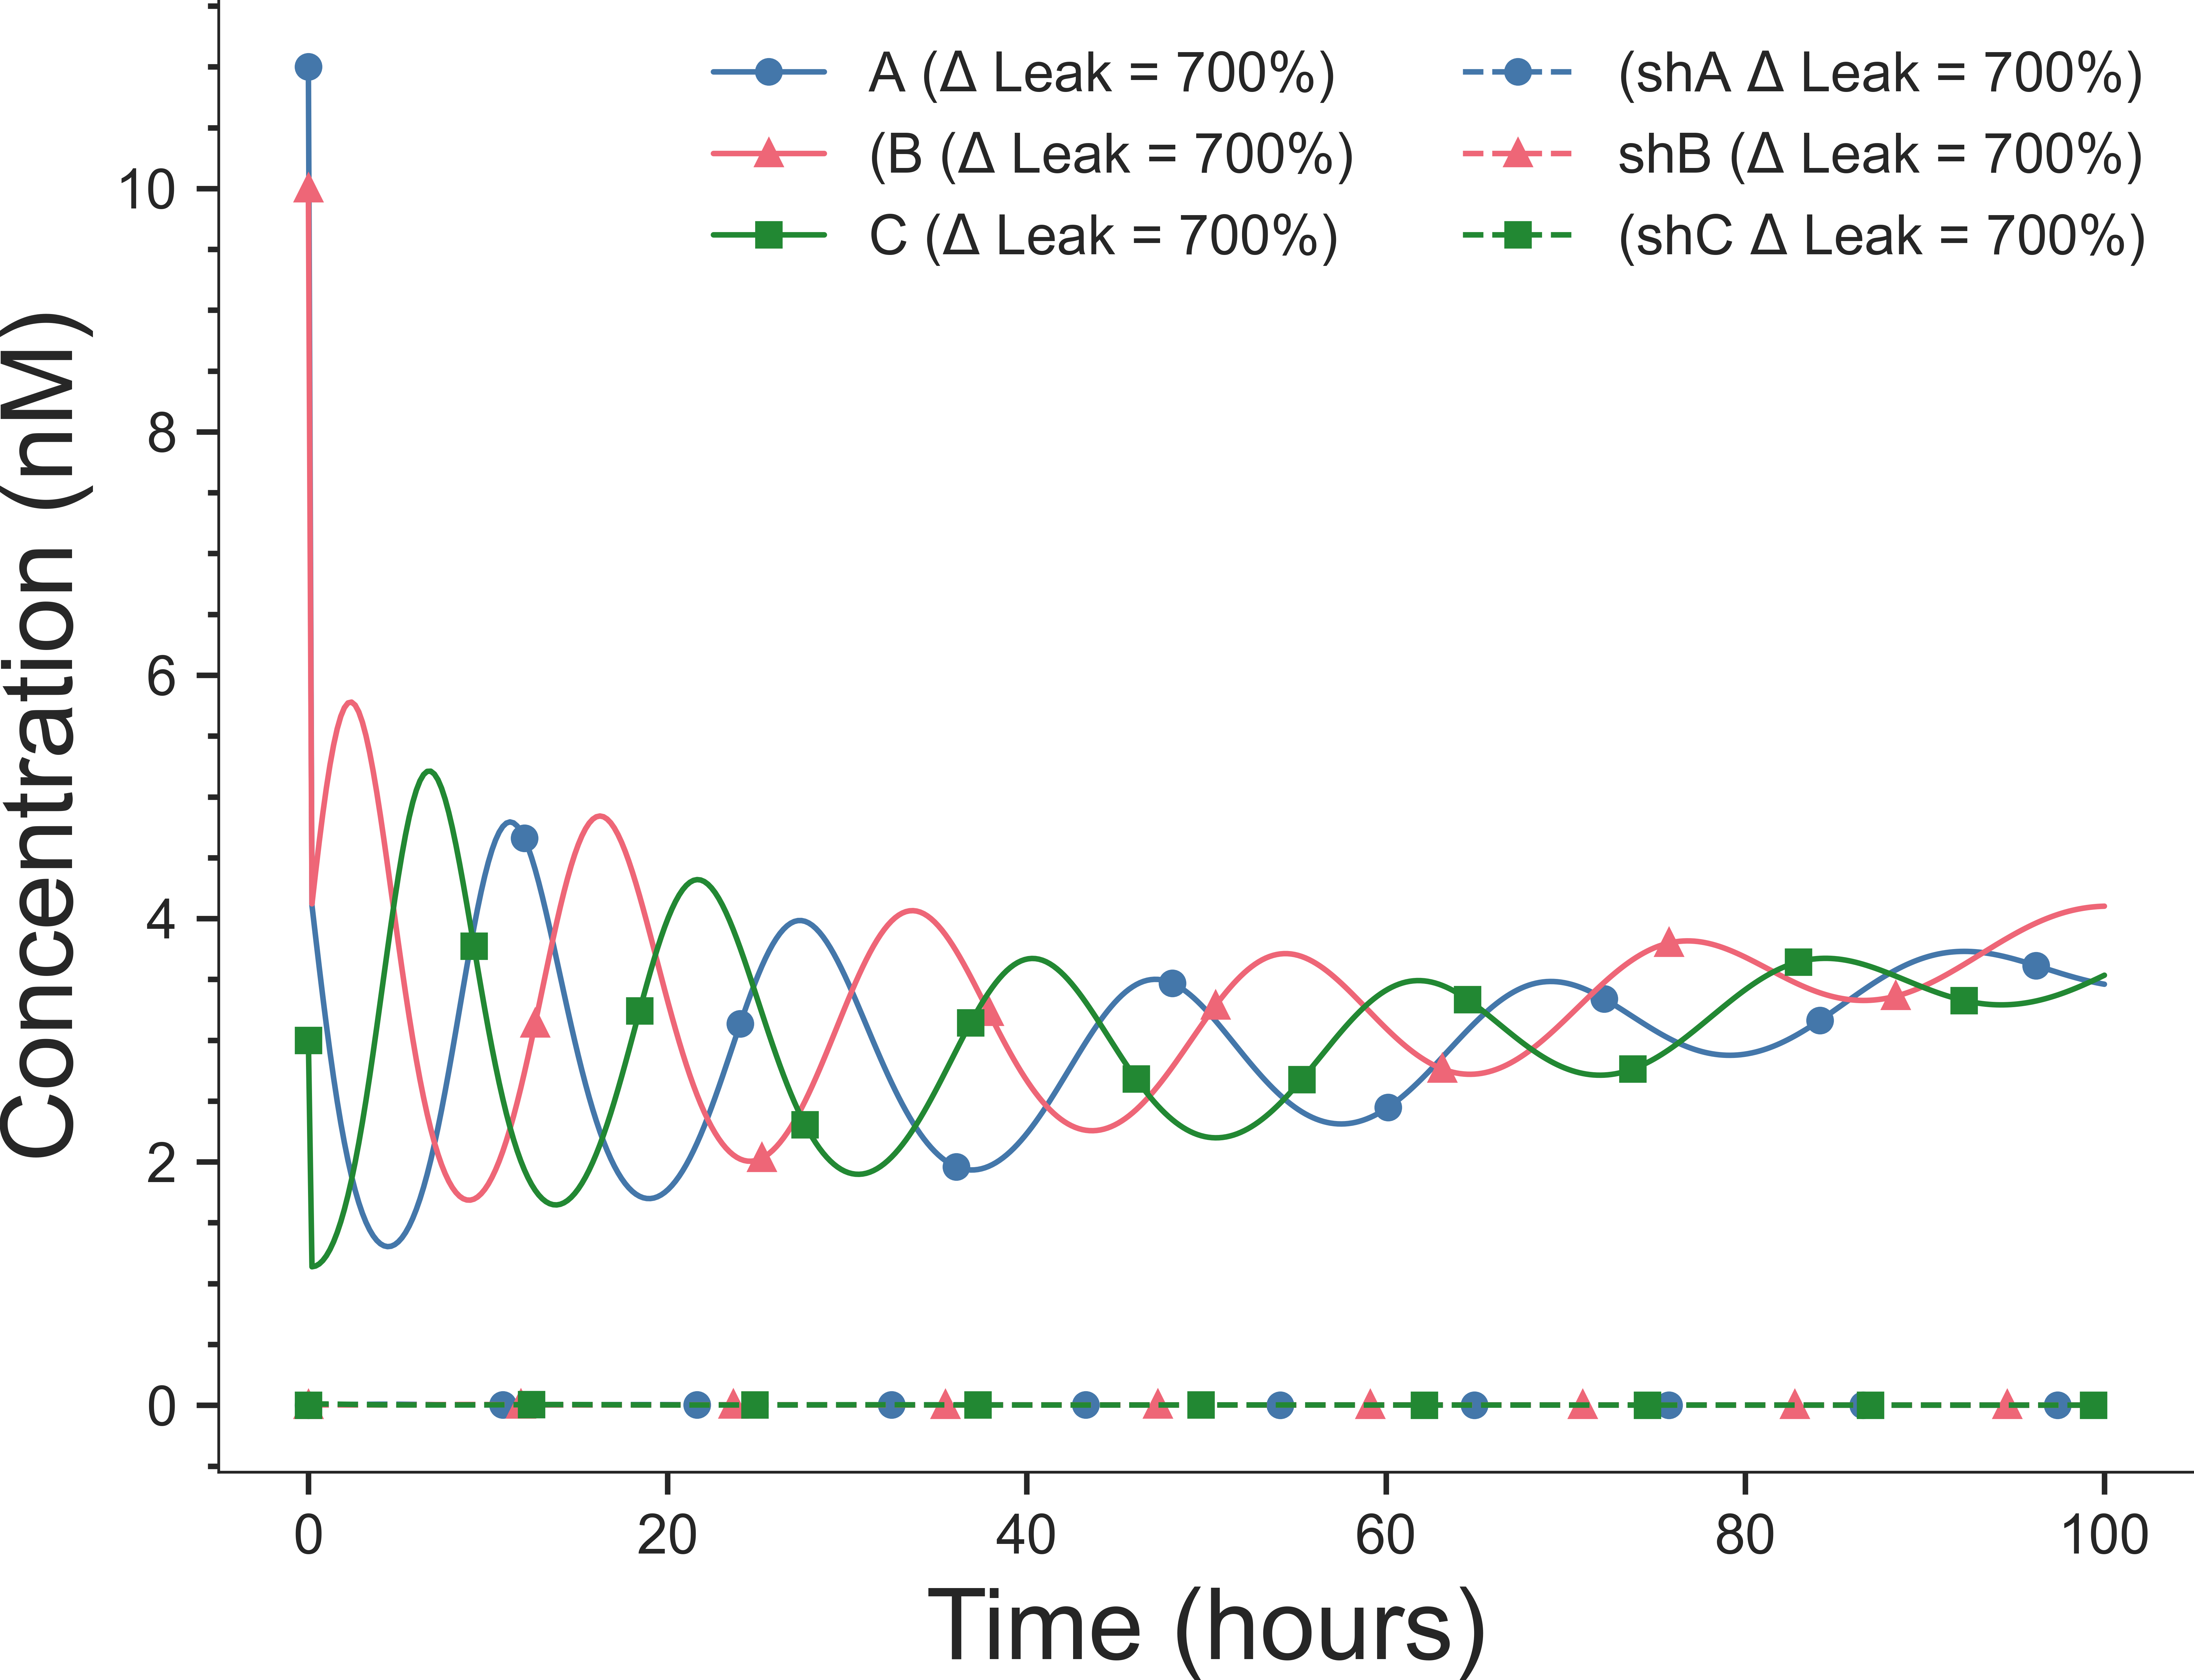 A (Δ Leak = 700%)
(B (Δ Leak = 700%)
C (Δ Leak = 700%)
(shA Δ Leak = 700%)
shB (Δ Leak = 700%)
(shC Δ Leak = 700%)
Concentration (nM)
10
8
6
4
2
0
0 20 40 60 80 100
Time (hours)